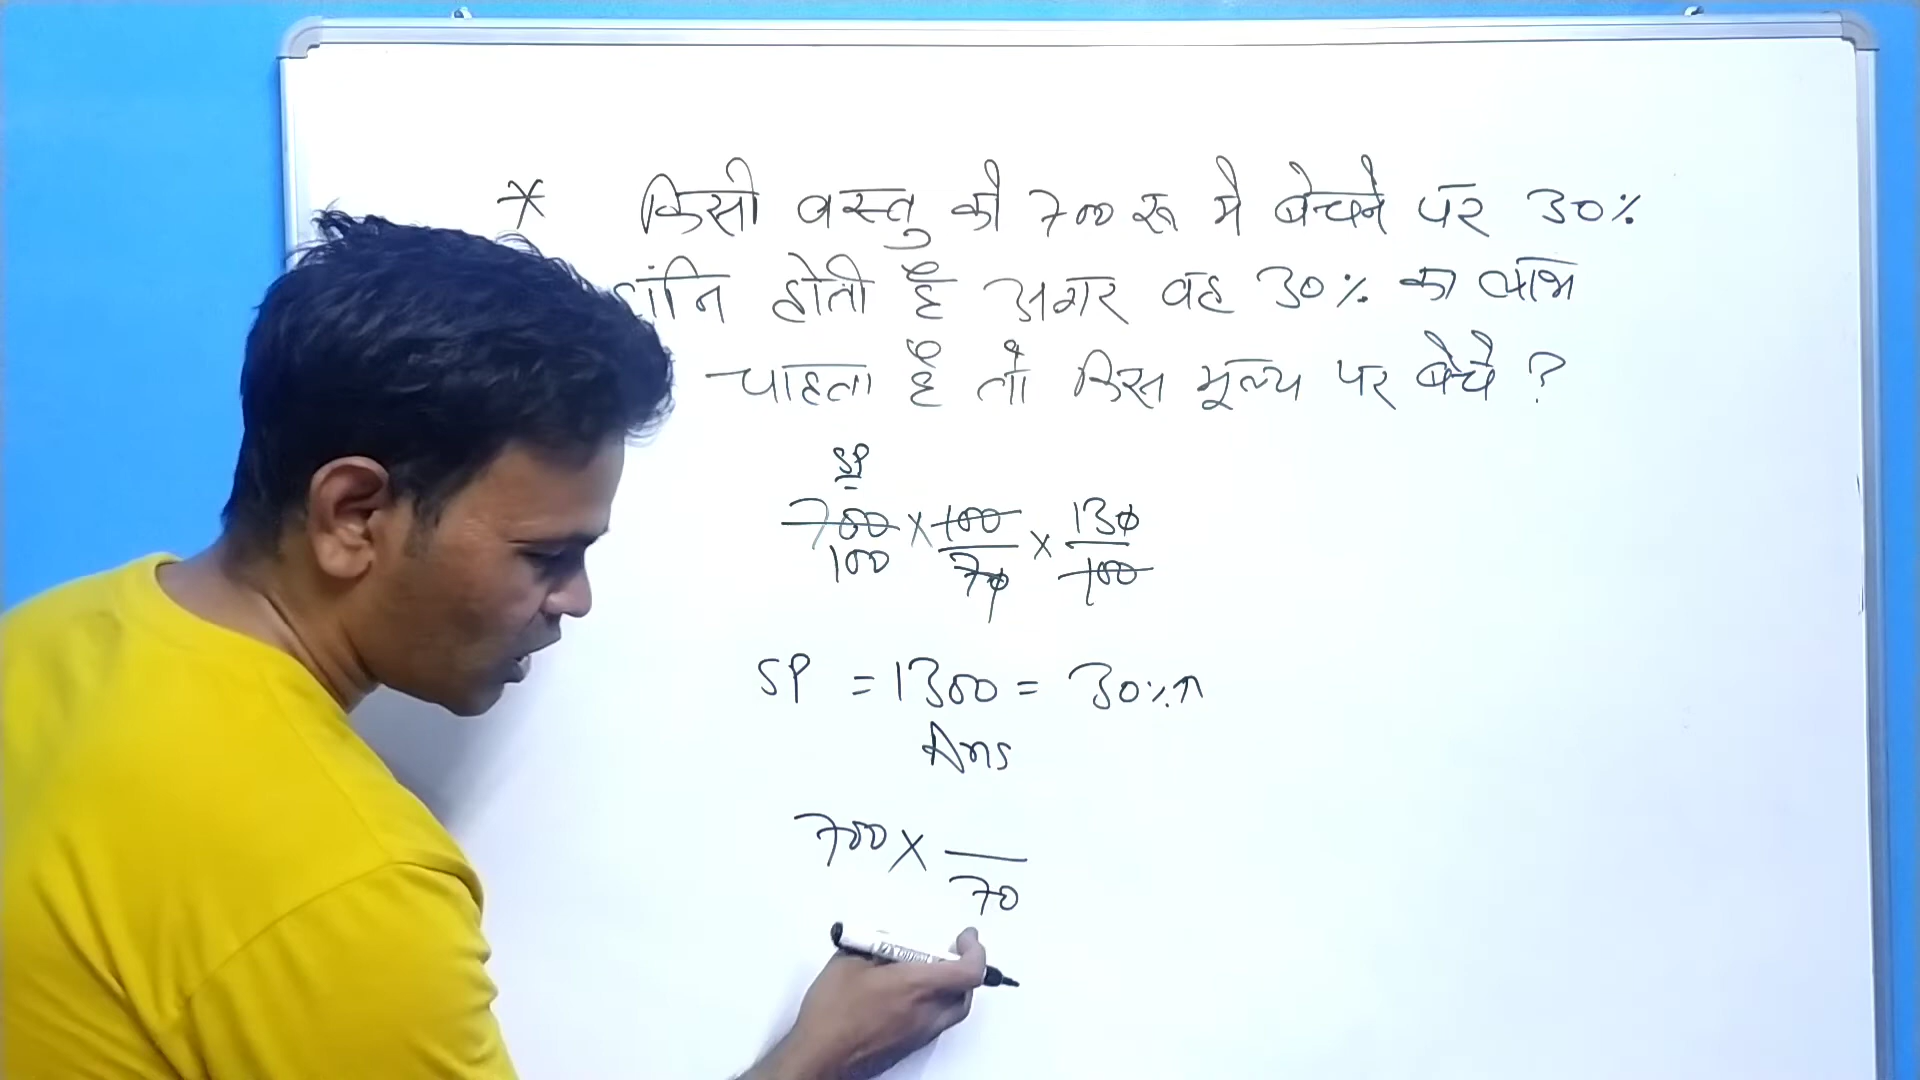 * किसी वस्तु को 700 रू मे बेचने पर 30%
हानि होती है अगर वह 30% का लाभ
चाहता है तो किस मूल्य पर बेचे ?
SP
700 × 100 × 130
100 70 100
SP = 1300 = 30%↑
Ans
700 ×
70